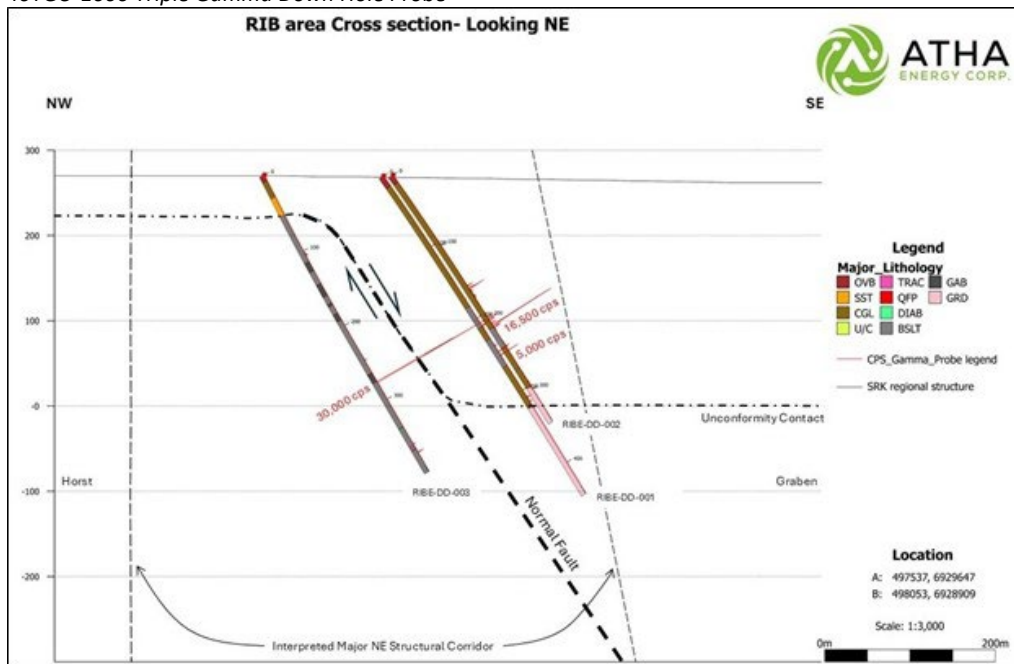 RIB area Cross section- Looking NE
ATHA
ENERGY CORP.
NW
SE
300
200
100
-0
-100
-200
16,500 cps
5,000 cps
30,000 cps
Legend
Major_Lithology
OVB TRAC GAB
SST QFP GRD
CGL DIAB
U/C BSLT
CPS_Gamma_Probe legend
SRK regional structure
Unconformity Contact
RIBE-DD-002
RIBE-DD-003
RIBE-DD-001
Horst
Graben
Normal Fault
Interpreted Major NE Structural Corridor
Location
A: 497537, 6929647
B: 498053, 6928909
Scale: 1:3,000
0m 200m